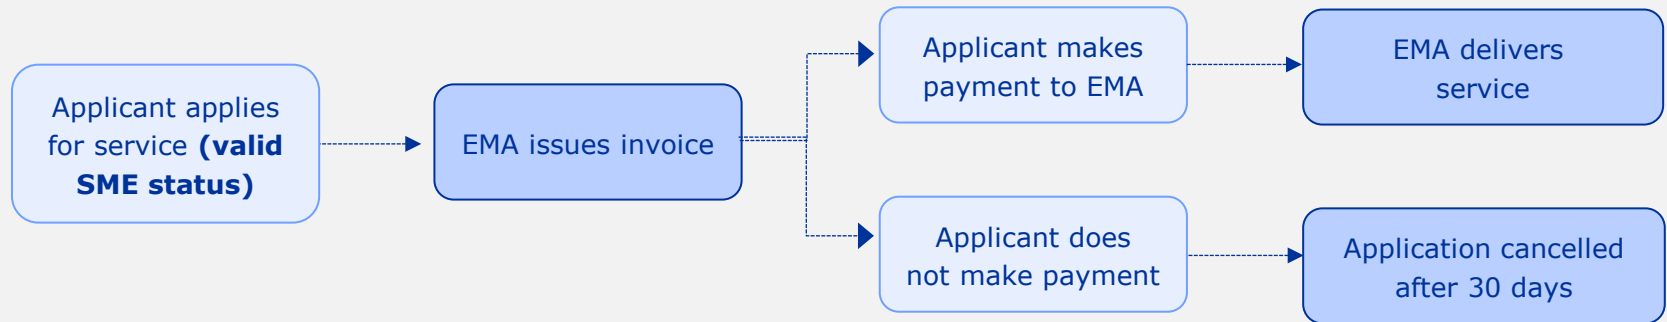 Applicant applies
for service (valid
SME status)
EMA issues invoice
Applicant makes
payment to EMA
EMA delivers
service
Applicant does
not make payment
Application cancelled
after 30 days